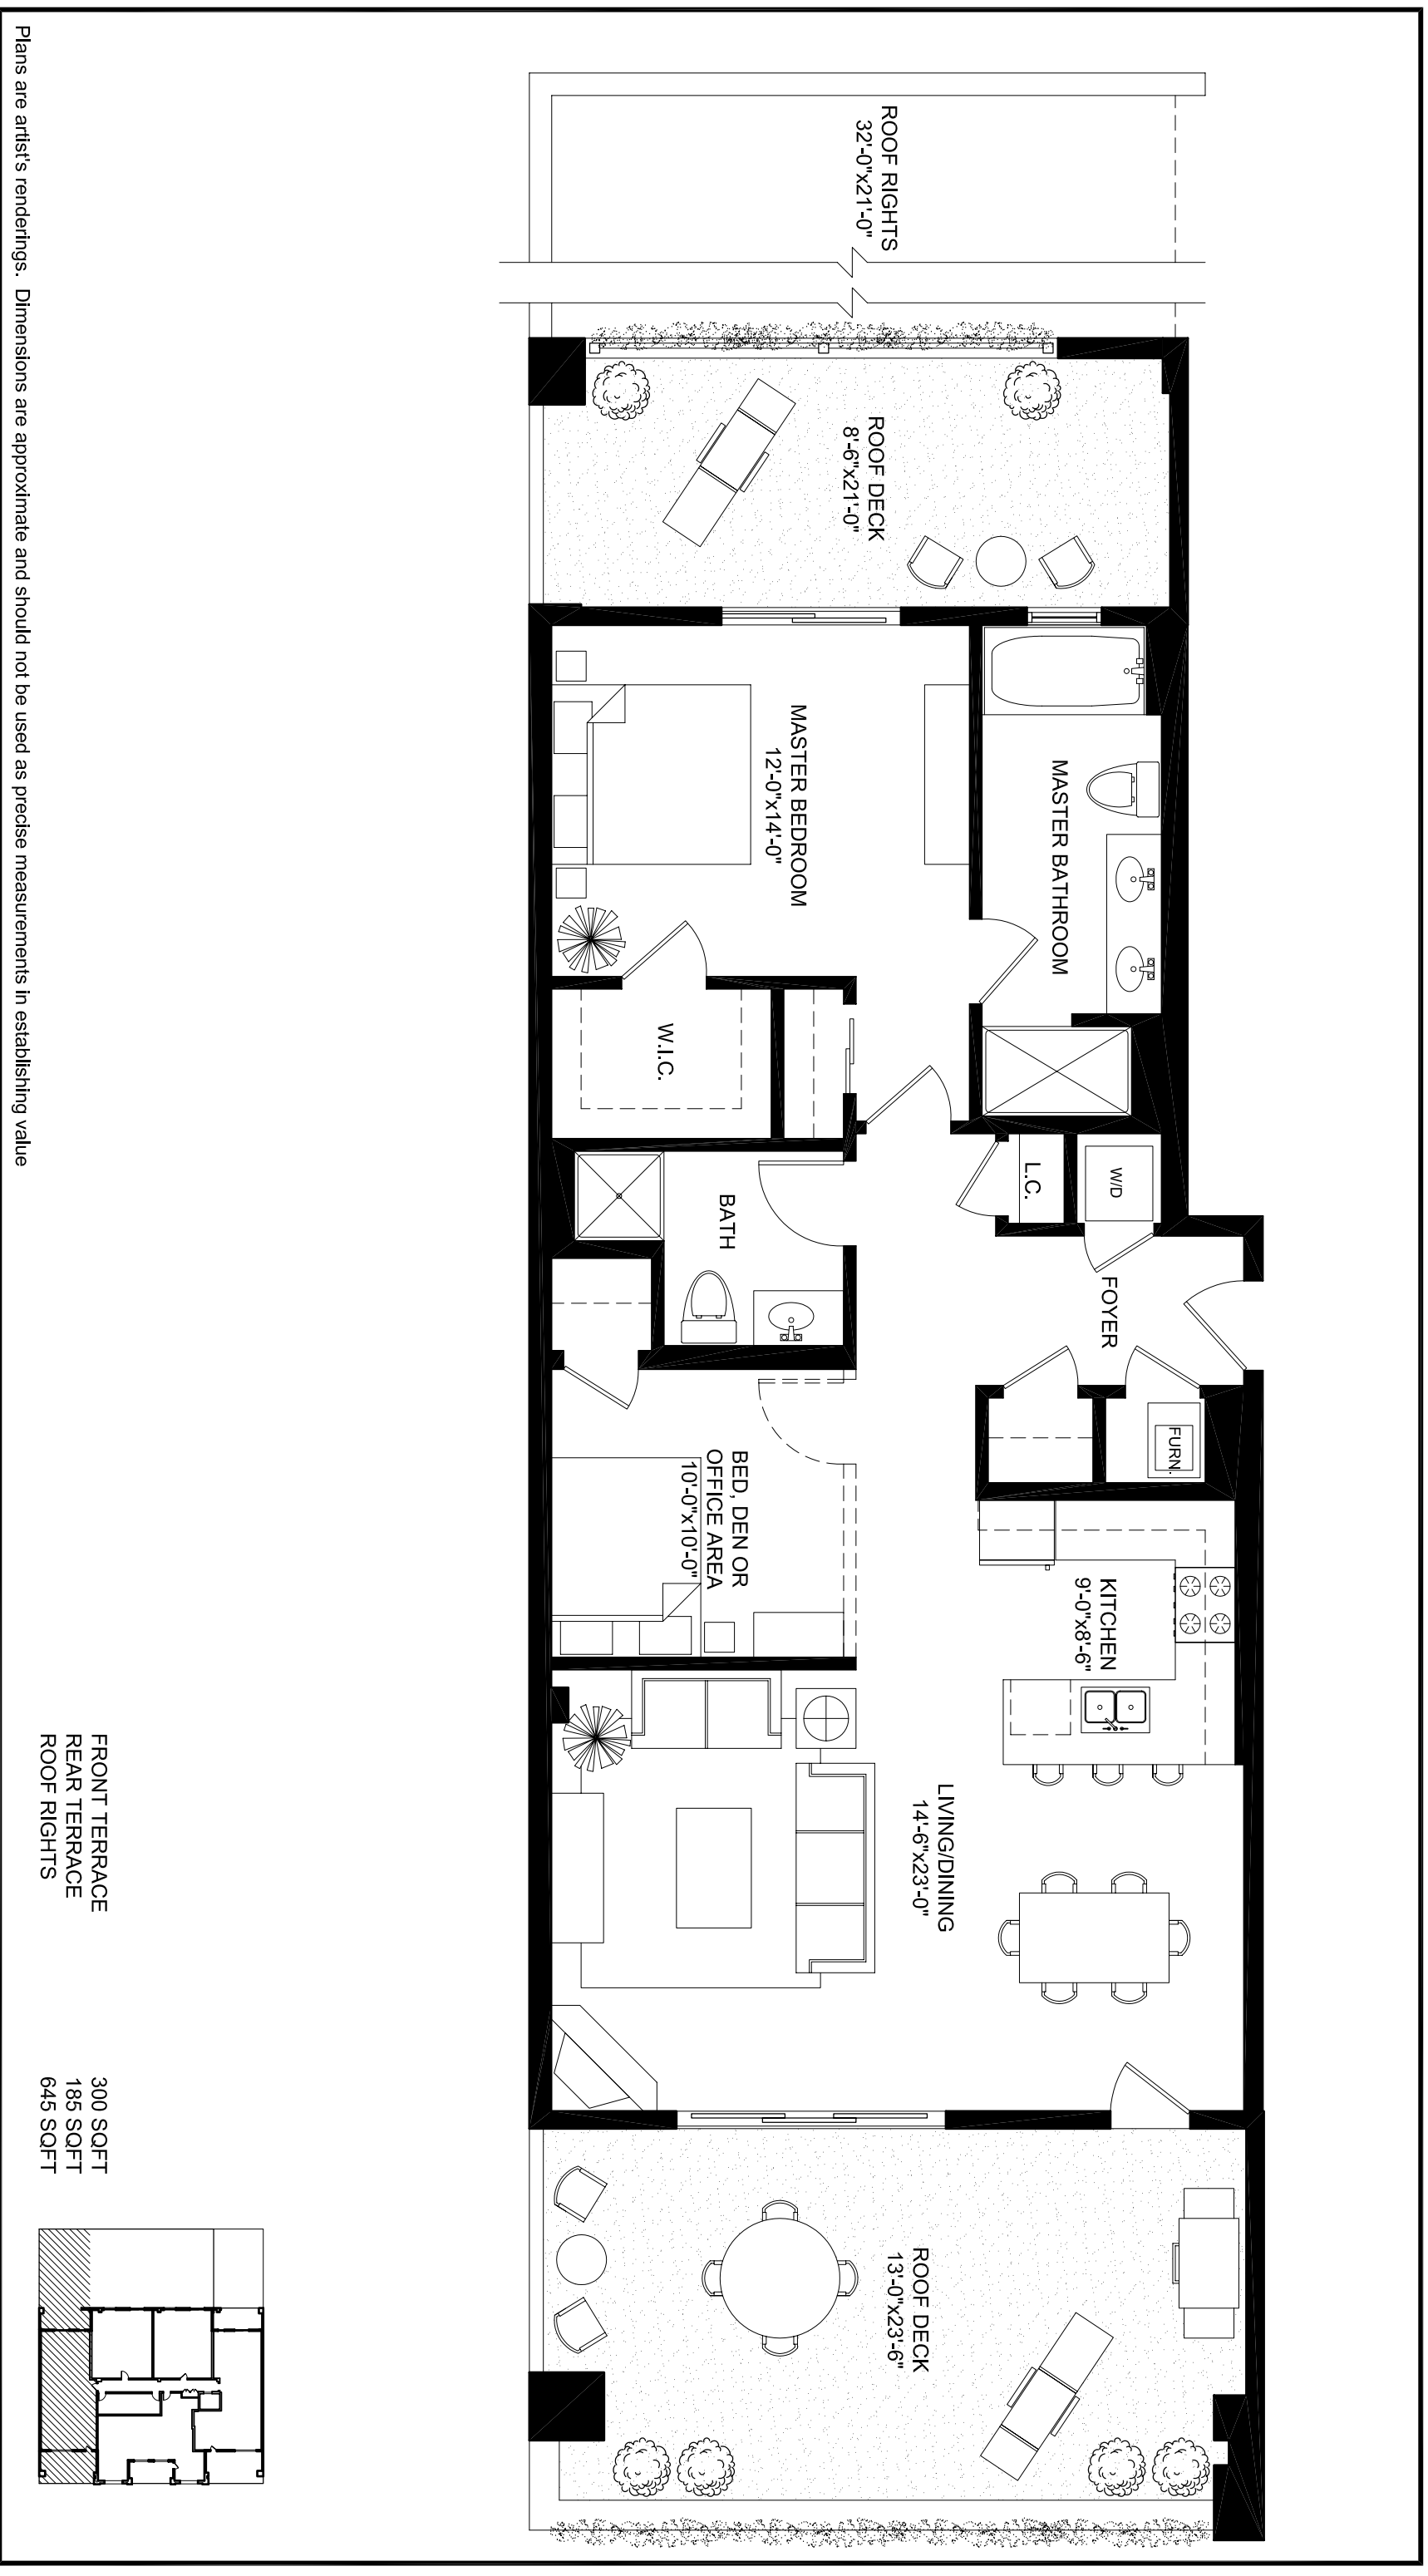 ROOF RIGHTS
32'-0"x21'-0"
ROOF DECK
8'-6"x21'-0"
MASTER BEDROOM
12'-0"x14'-0"
MASTER BATHROOM
W.I.C.
L.C.
W/D
BATH
FOYER
FURN.
BED, DEN OR
OFFICE AREA
10'-0"x10'-0"
KITCHEN
9'-0"x8'-6"
LIVING/DINING
14'-6"x23'-0"
ROOF DECK
13'-0"x23'-6"
FRONT TERRACE 300 SQFT
REAR TERRACE 185 SQFT
ROOF RIGHTS 645 SQFT
Plans are artist's renderings. Dimensions are approximate and should not be used as precise measurements in establishing value